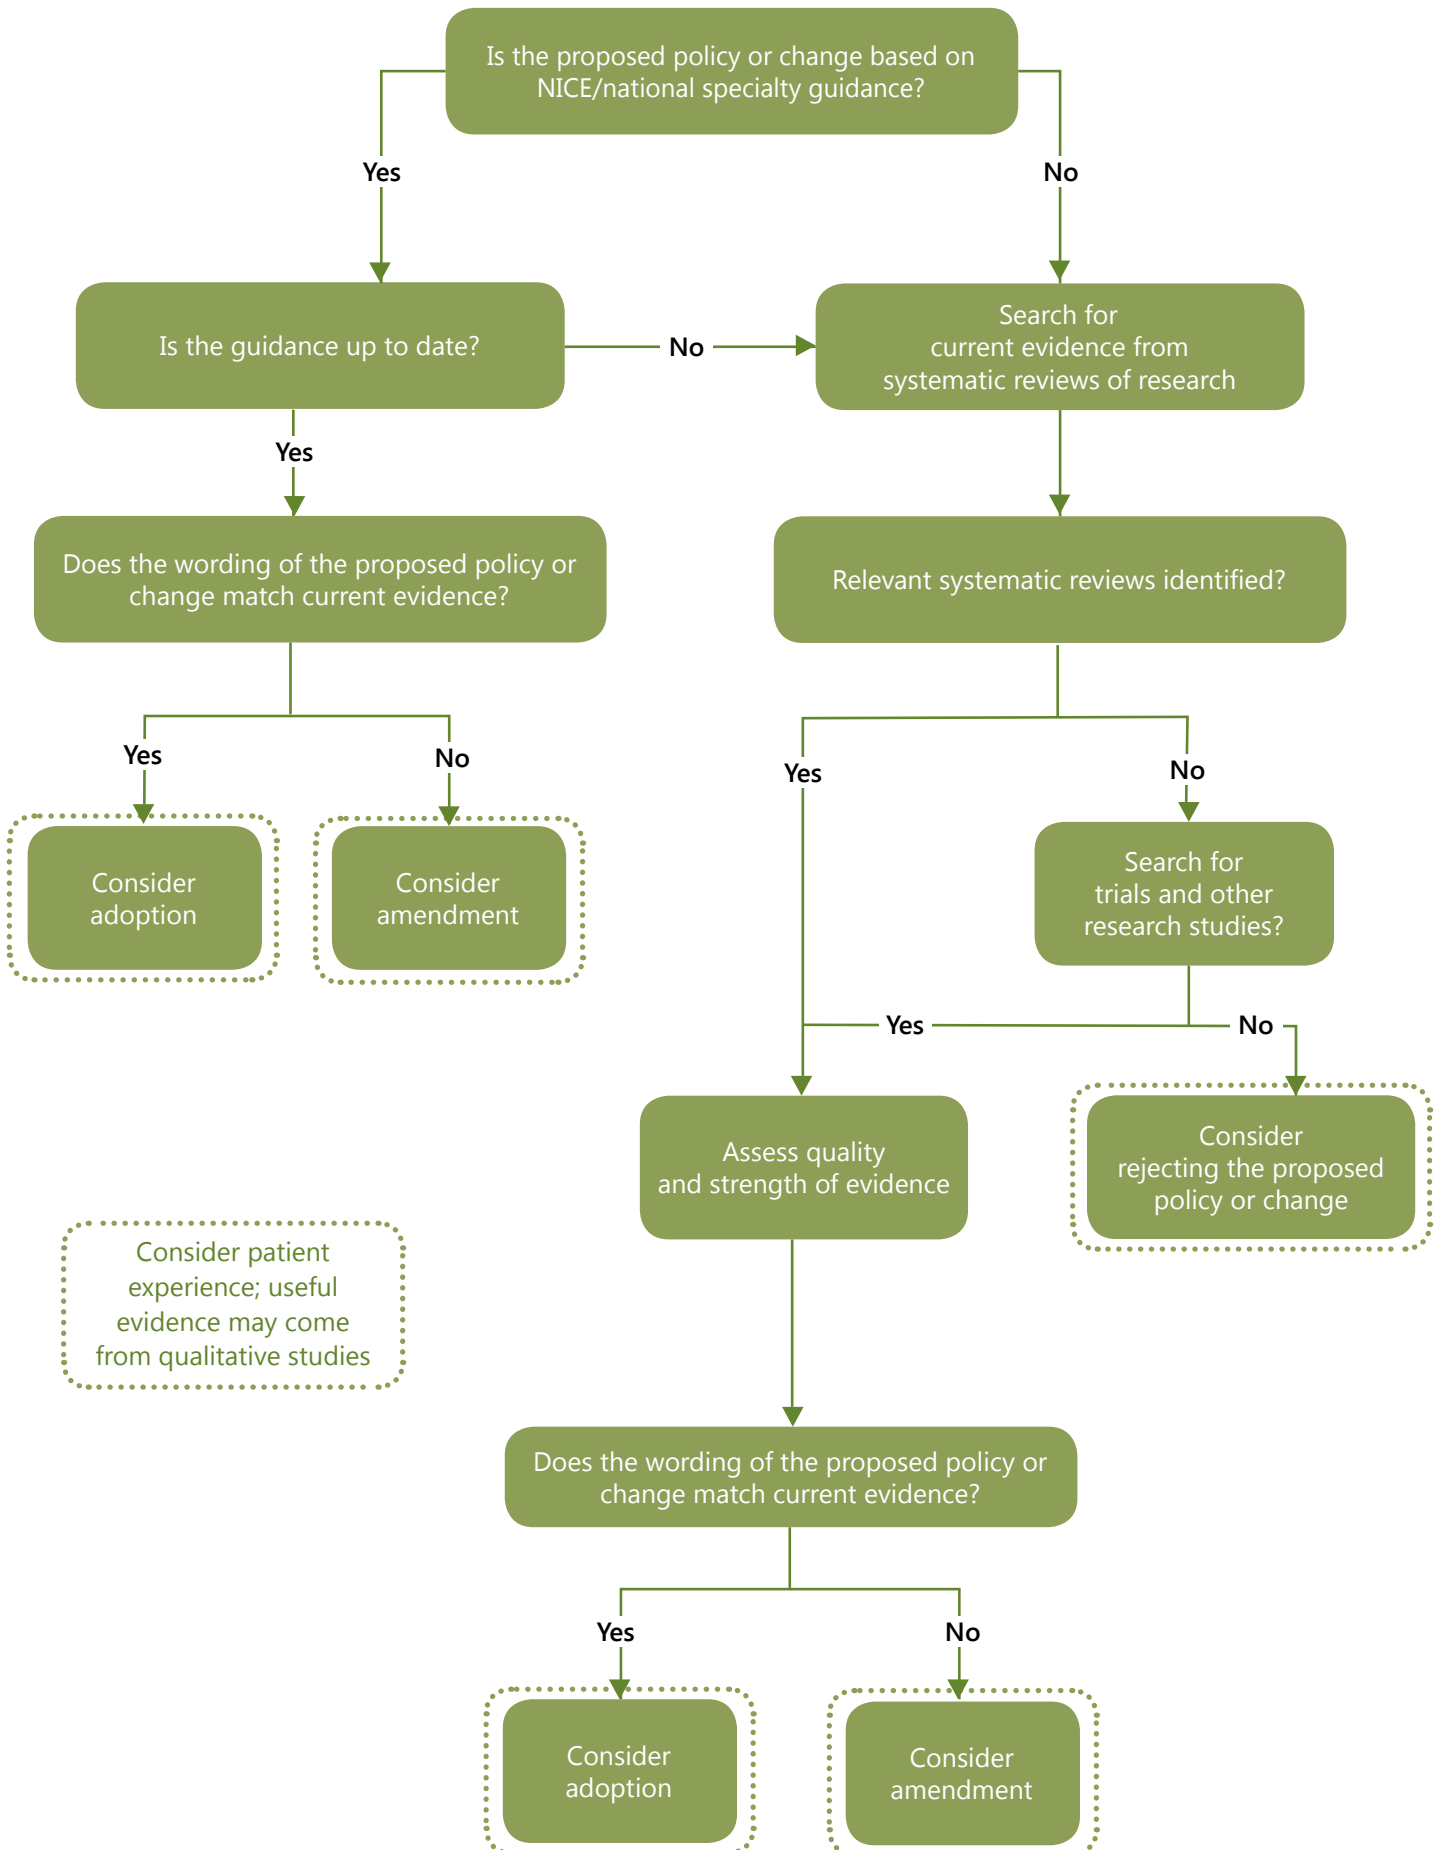 Is the proposed policy or change based on
NICE/national specialty guidance?
Yes
No
Is the guidance up to date?
No
Search for
current evidence from
systematic reviews of research
Yes
Does the wording of the proposed policy or
change match current evidence?
Relevant systematic reviews identified?
Yes
No
Yes
No
Consider
adoption
Consider
amendment
Search for
trials and other
research studies?
Yes
No
Assess quality
and strength of evidence
Consider
rejecting the proposed
policy or change
Consider patient
experience; useful
evidence may come
from qualitative studies
Does the wording of the proposed policy or
change match current evidence?
Yes
No
Consider
adoption
Consider
amendment